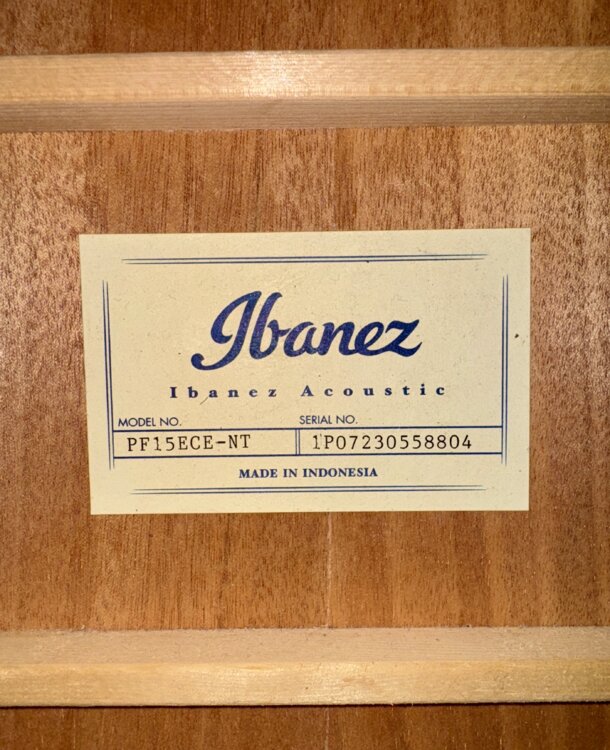 Ibanez
Ibanez Acoustic
MODEL NO. SERIAL NO.
PF15ECE-NT 1P07230558804
MADE IN INDONESIA